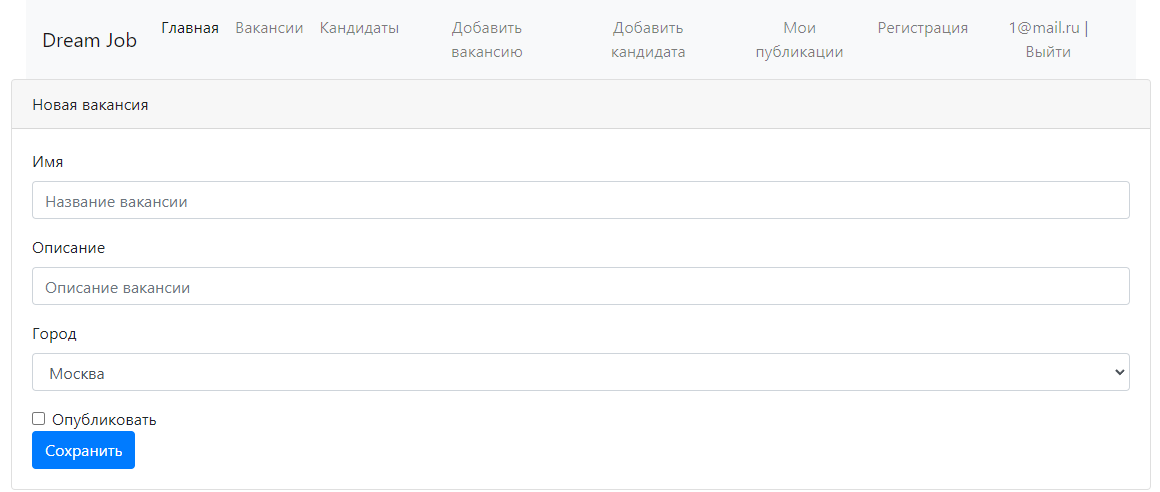 Dream Job
Главная
Вакансии
Кандидаты
Добавить
вакансию
Добавить
кандидата
Мои
публикации
Регистрация
1@mail.ru |
Выйти
Новая вакансия
Имя
Название вакансии
Описание
Описание вакансии
Город
Москва
Опубликовать
Сохранить